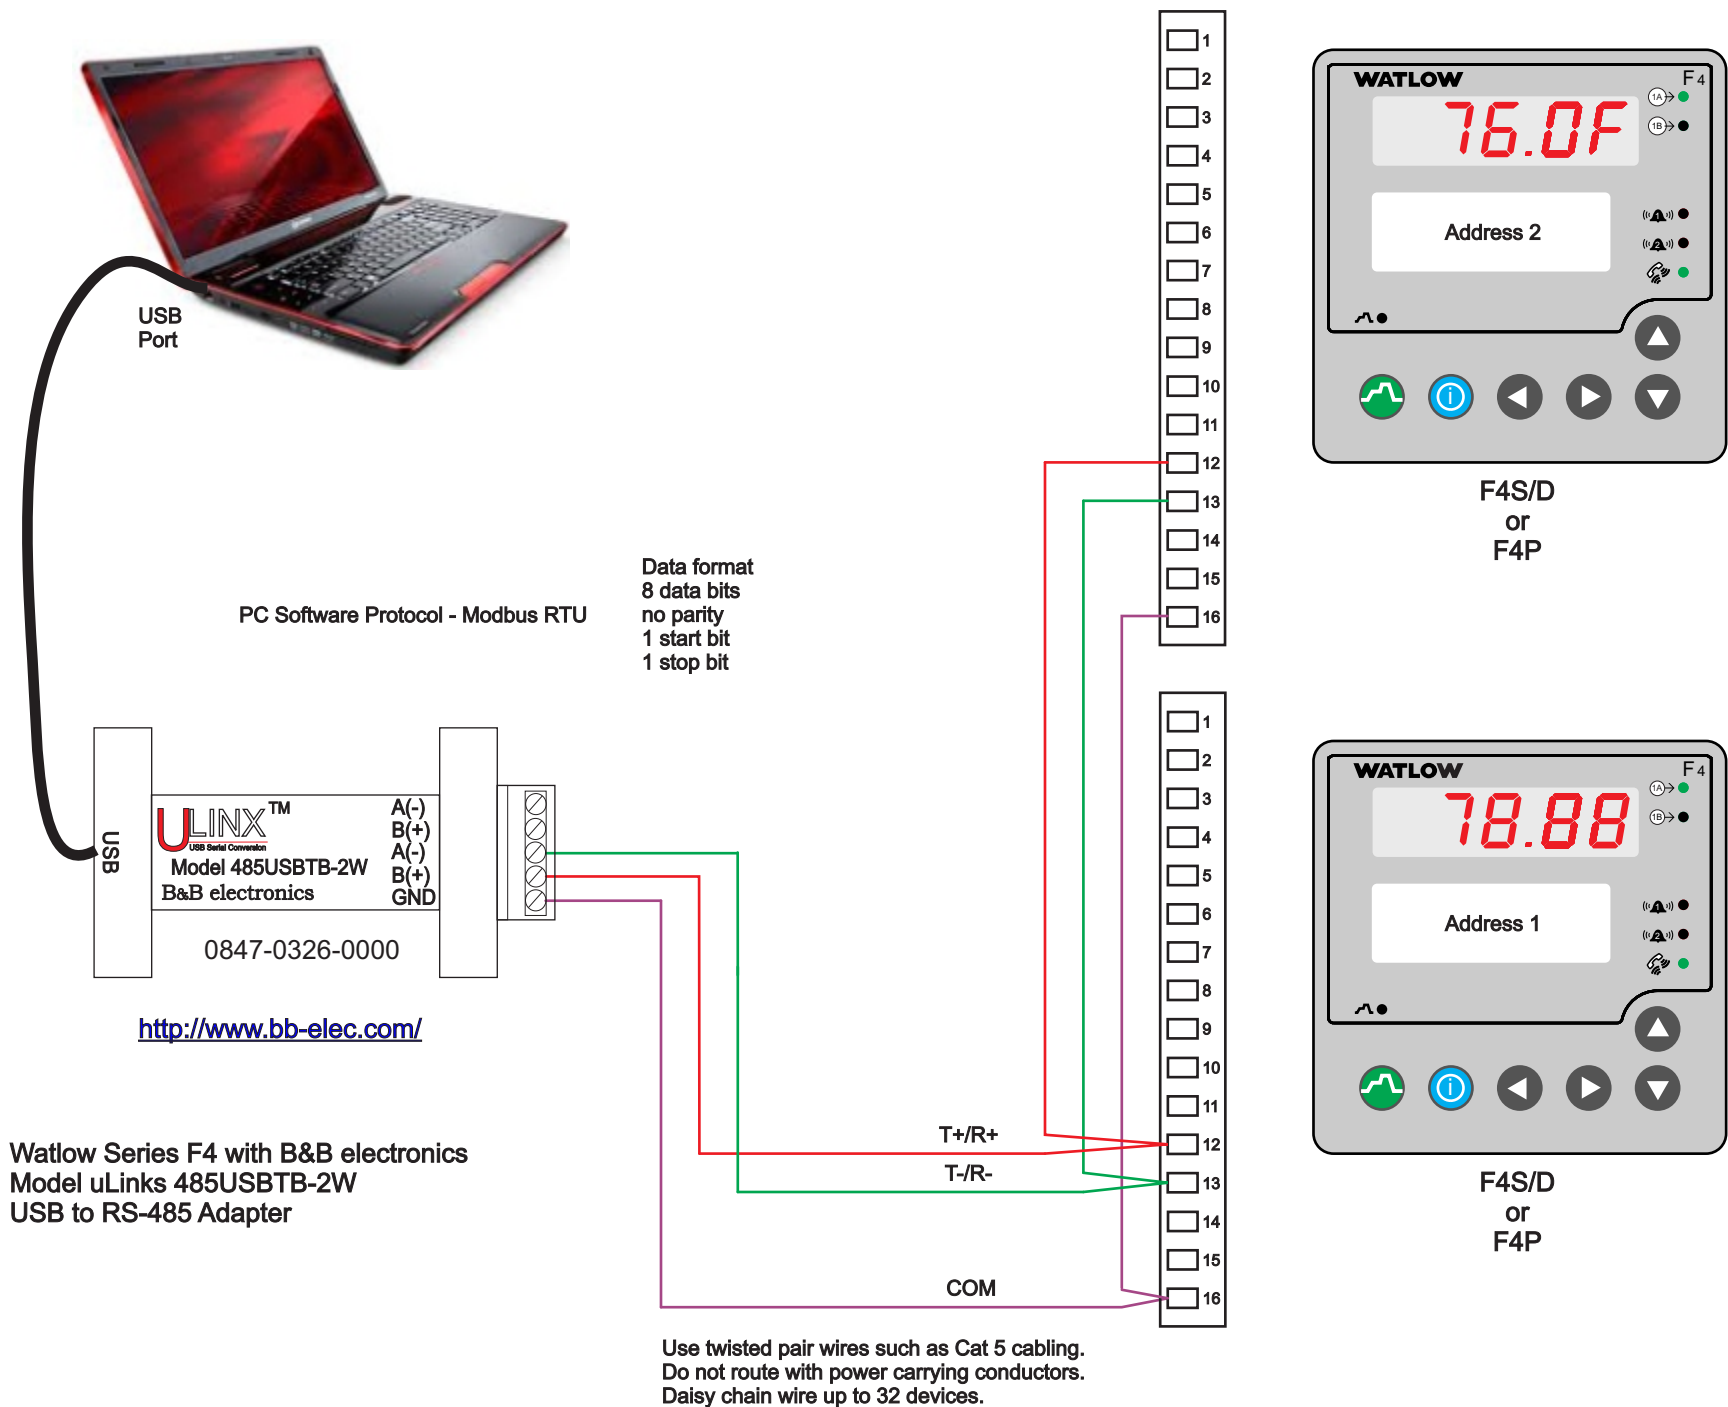 USB
Port
PC Software Protocol - Modbus RTU
Data format
8 data bits
no parity
1 start bit
1 stop bit
USB
ULINX™
USB Serial Conversion
Model 485USBTB-2W
B&B electronics
A(-)
B(+)
A(-)
B(+)
GND
0847-0326-0000
http://www.bb-elec.com/
Watlow Series F4 with B&B electronics
Model uLinks 485USBTB-2W
USB to RS-485 Adapter
1
2
3
4
5
6
7
8
9
10
11
12
13
14
15
16
WATLOW
F4
76.0F
1A
1B
Address 2
1
2
i
F4S/D
or
F4P
1
2
3
4
5
6
7
8
9
10
11
12
13
14
15
16
T+/R+
T-/R-
COM
WATLOW
F4
78.88
1A
1B
Address 1
1
2
i
F4S/D
or
F4P
Use twisted pair wires such as Cat 5 cabling.
Do not route with power carrying conductors.
Daisy chain wire up to 32 devices.